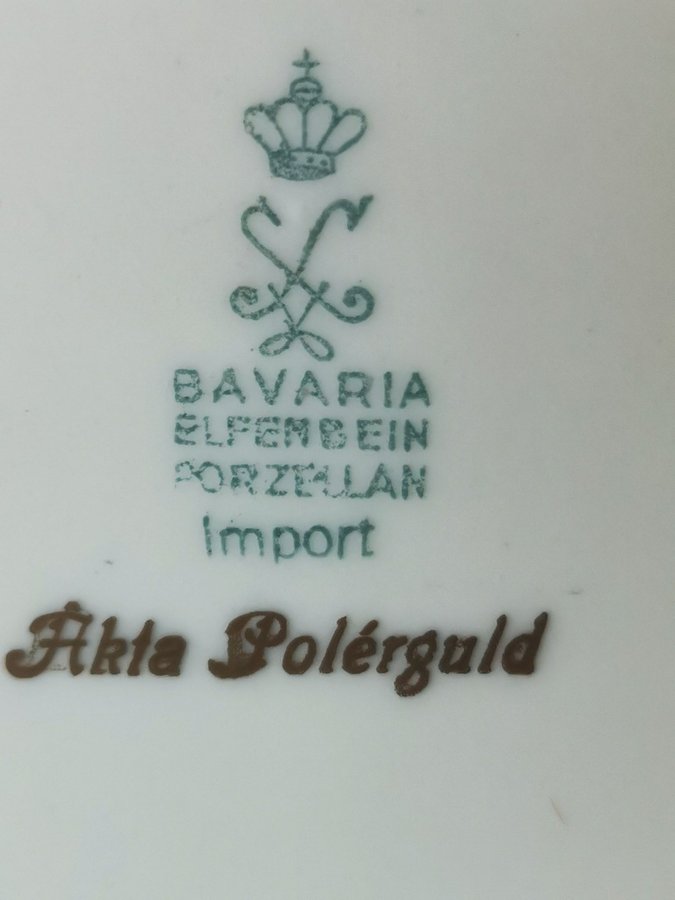 BAVARIA
ELFENBEIN
PORZELLAN
Import
Äkta Polérguld